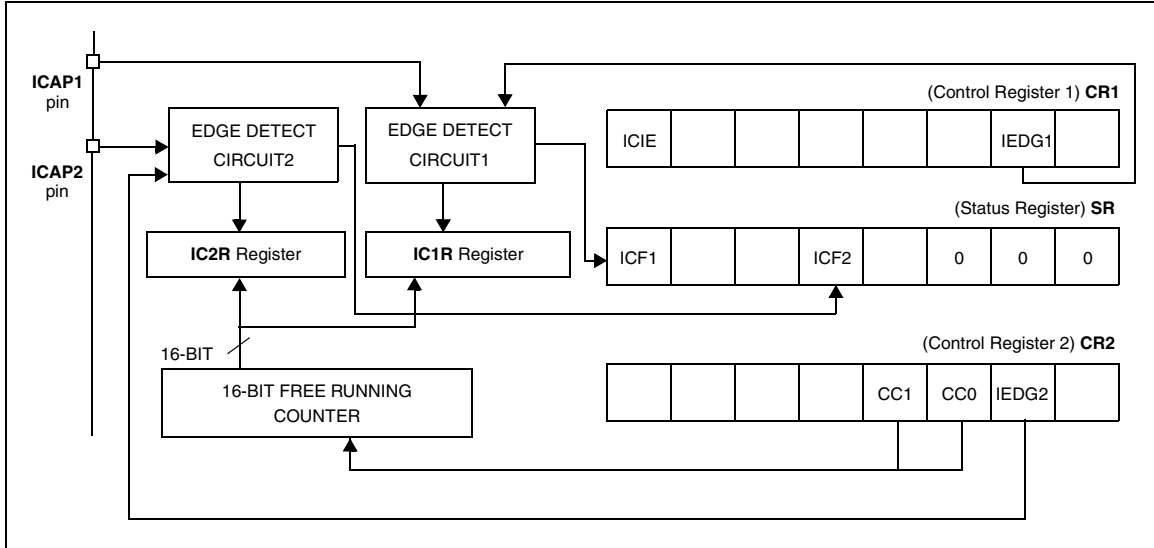 ICAP1
pin
ICAP2
pin
EDGE DETECT
CIRCUIT2
EDGE DETECT
CIRCUIT1
IC2R Register
IC1R Register
16-BIT
16-BIT FREE RUNNING
COUNTER
(Control Register 1) CR1
ICIE IEDG1
(Status Register) SR
ICF1 ICF2 0 0 0
(Control Register 2) CR2
CC1 CC0 IEDG2